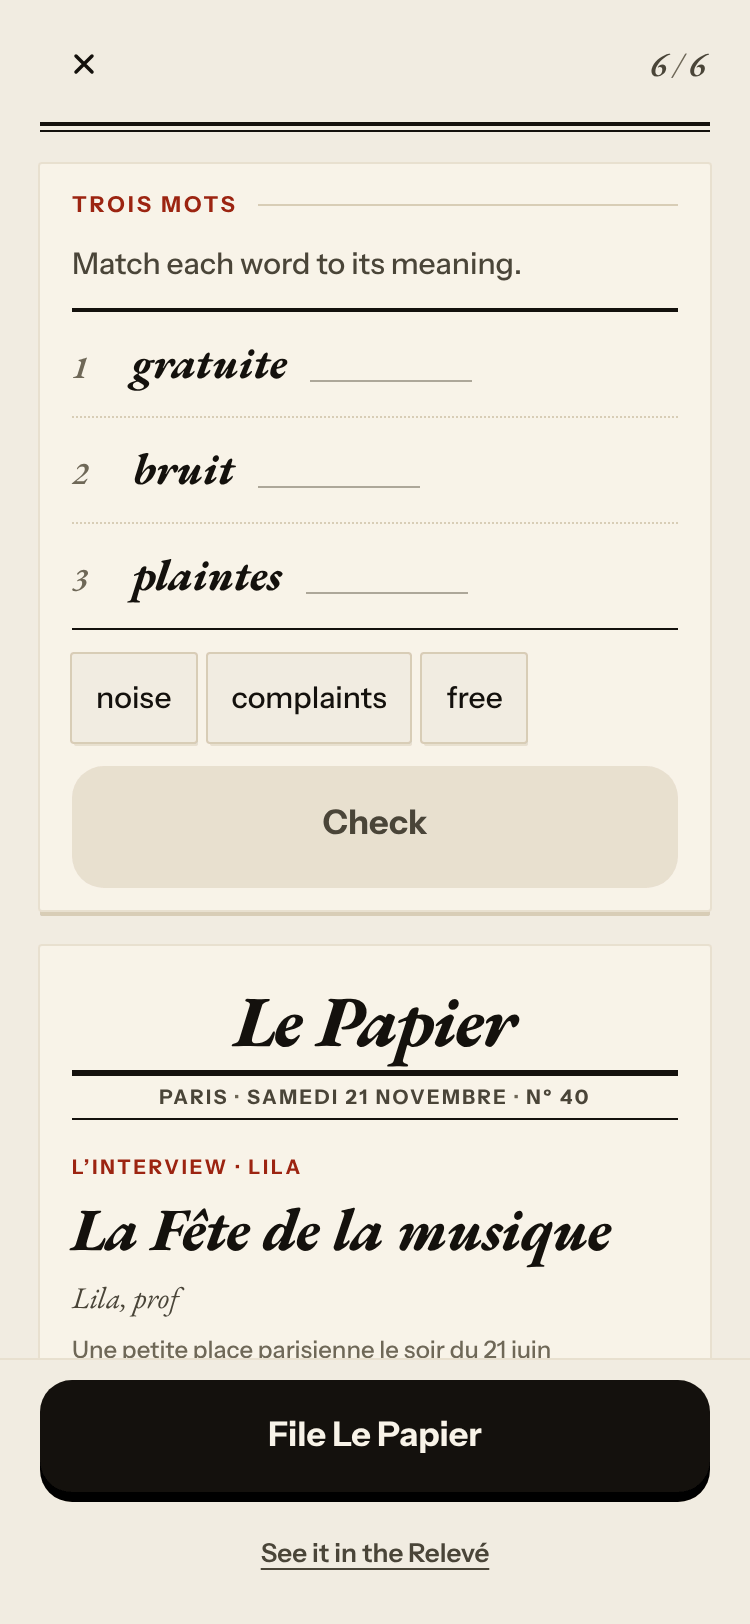 6/6
TROIS MOTS
Match each word to its meaning.
1 gratuite
2 bruit
3 plaintes
noise complaints free
Check
Le Papier
PARIS · SAMEDI 21 NOVEMBRE · N° 40
L’INTERVIEW · LILA
La Fête de la musique
Lila, prof
Une petite place parisienne le soir du 21 juin
File Le Papier
See it in the Relevé